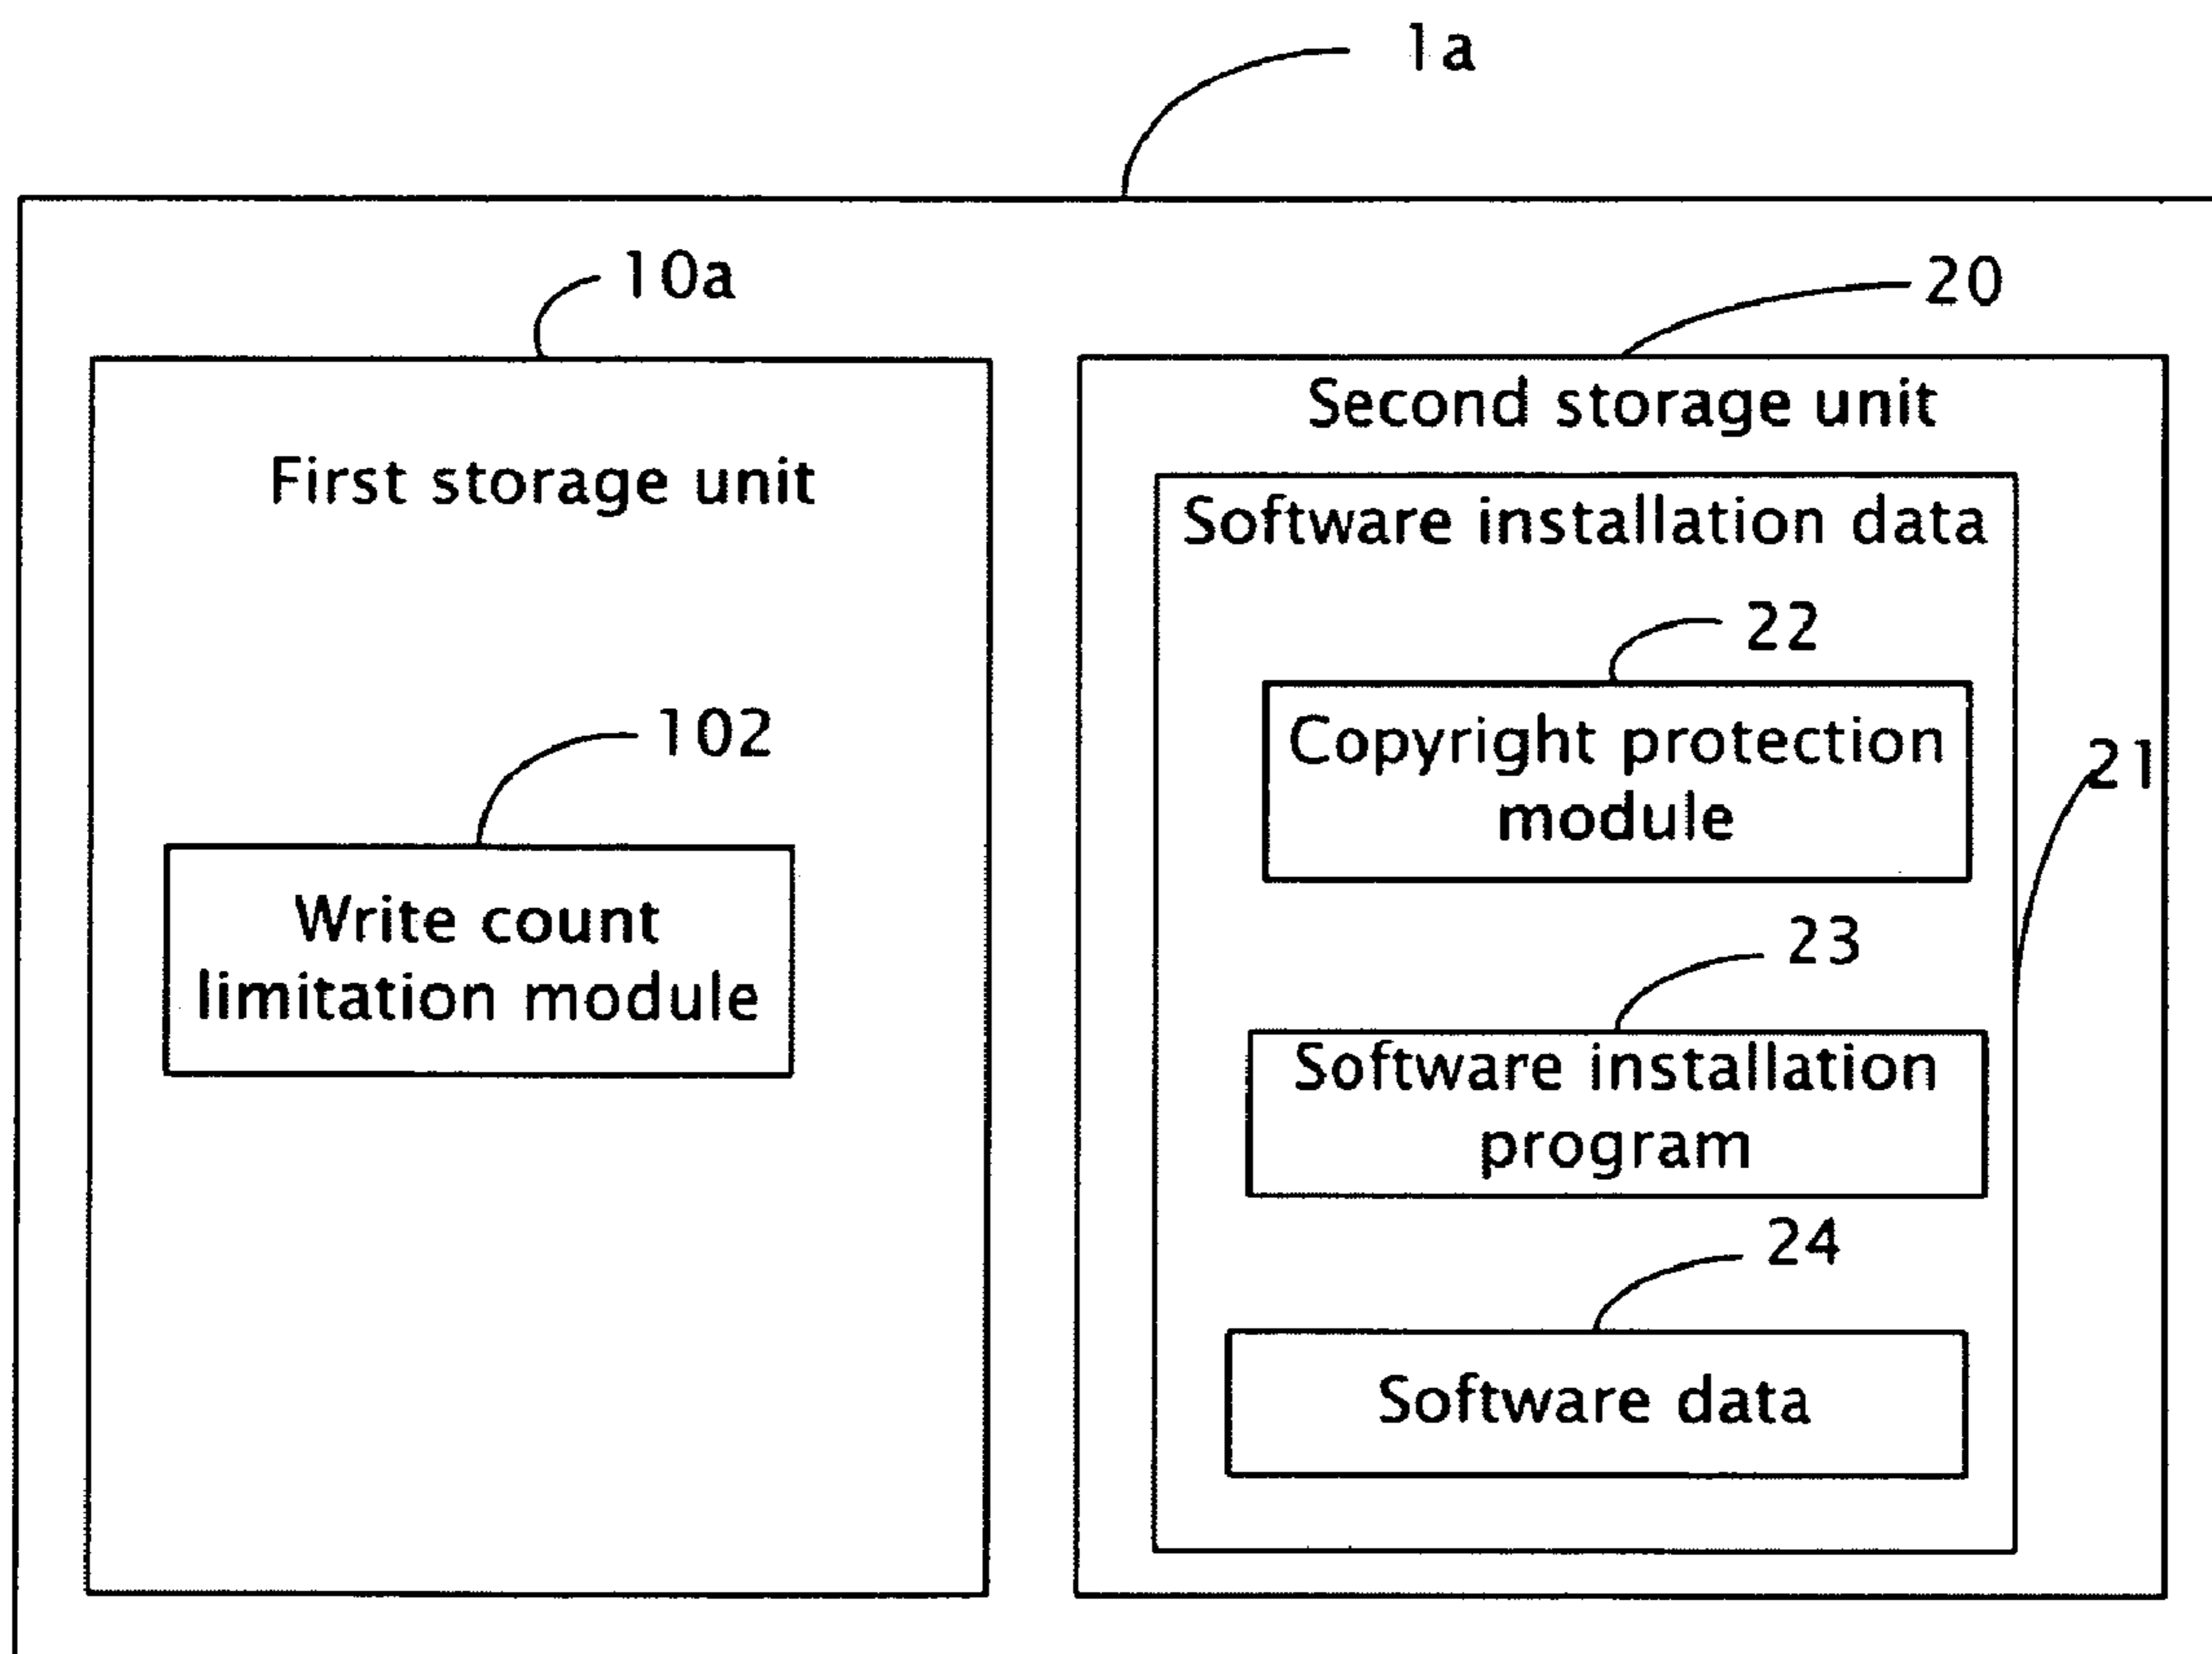 1a
10a
20
First storage unit
Second storage unit
Software installation data
22
Copyright protection
module
21
102
Write count
limitation module
23
Software installation
program
24
Software data